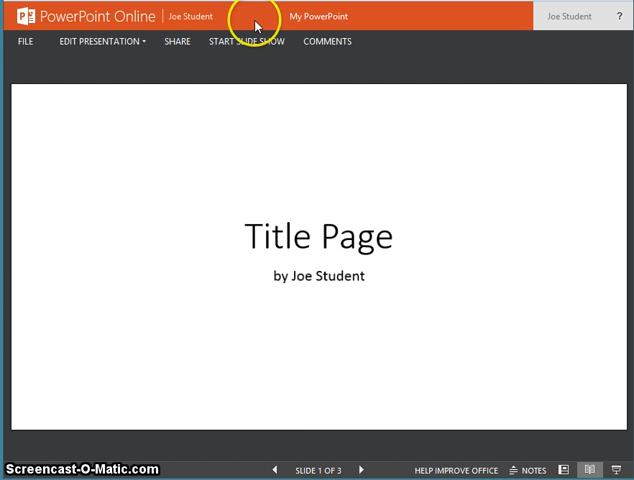 PowerPoint Online Joe Student My PowerPoint Joe Student ?
FILE EDIT PRESENTATION SHARE START SLIDE SHOW COMMENTS
Title Page
by Joe Student
SLIDE 1 OF 3 HELP IMPROVE OFFICE NOTES
Screencast-O-Matic.com